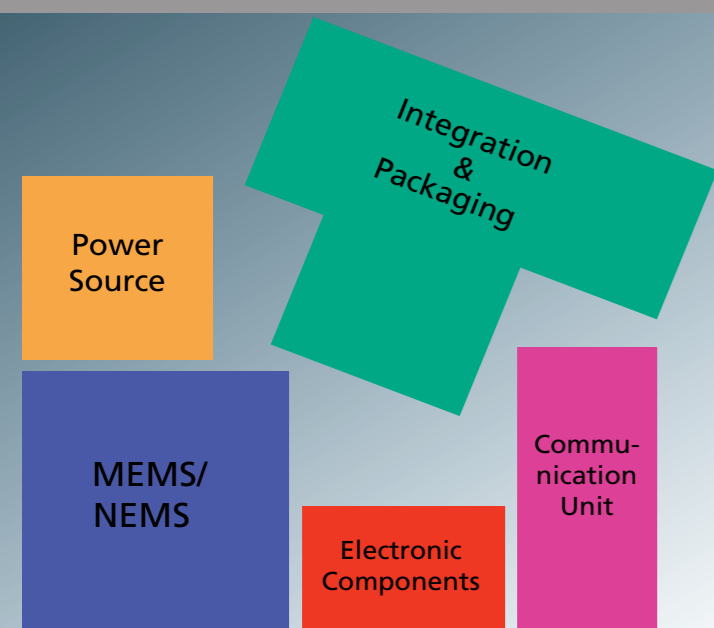 Integration
&
Packaging
Power
Source
MEMS/
NEMS
Commu-
nication
Unit
Electronic
Components